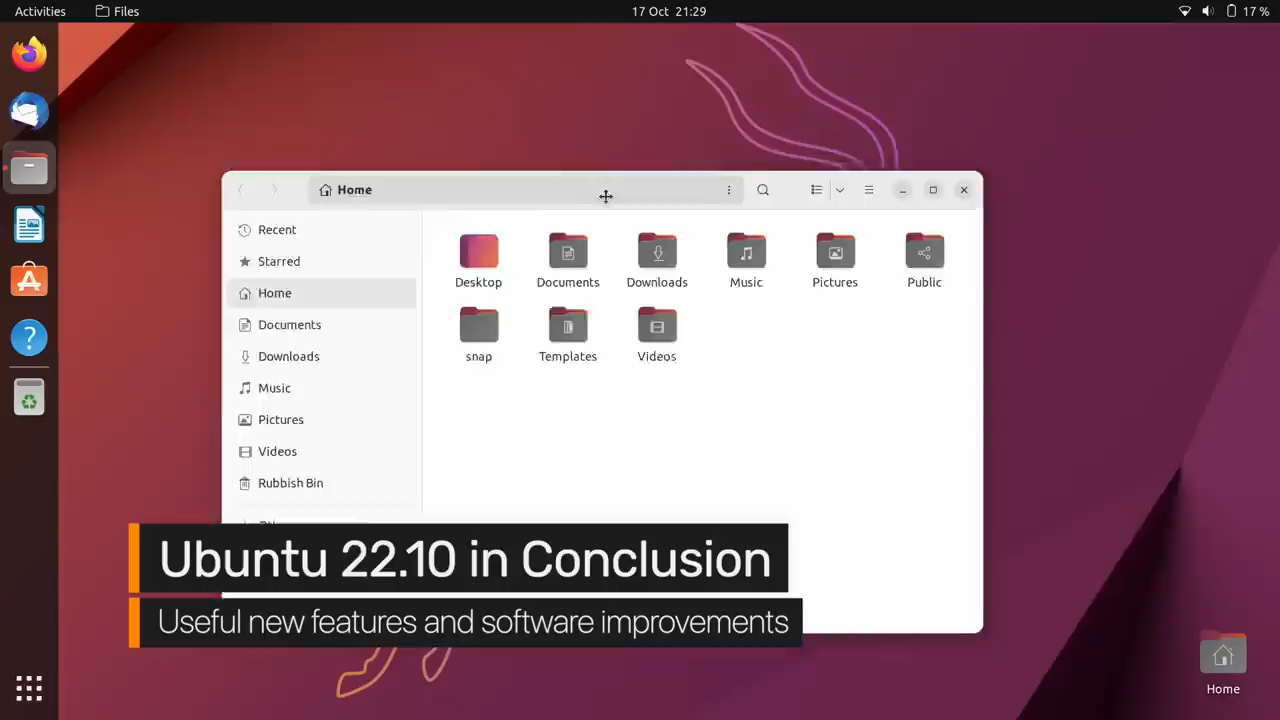 Activities
Files
17 Oct 21:29
17 %
Home
Recent
Starred
Home
Documents
Downloads
Music
Pictures
Videos
Rubbish Bin
Desktop
Documents
Downloads
Music
Pictures
Public
snap
Templates
Videos
Ubuntu 22.10 in Conclusion
Useful new features and software improvements
Home